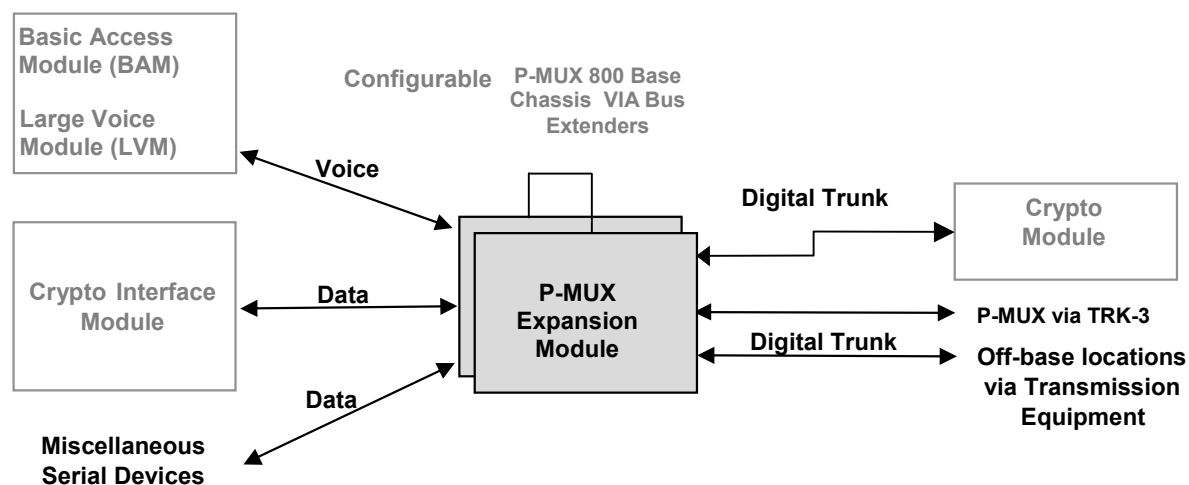 Basic Access
Module (BAM)
Large Voice
Module (LVM)
Configurable
P-MUX 800 Base
Chassis VIA Bus
Extenders
Voice
Digital Trunk
Crypto
Module
Crypto Interface
Module
Data
P-MUX
Expansion
Module
P-MUX via TRK-3
Digital Trunk
Off-base locations
via Transmission
Equipment
Data
Miscellaneous
Serial Devices